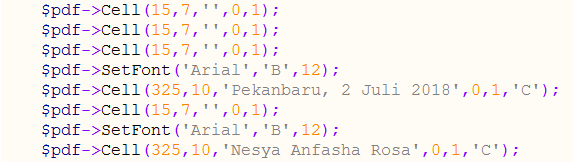 $pdf->Cell(15,7,'',0,1);
$pdf->Cell(15,7,'',0,1);
$pdf->Cell(15,7,'',0,1);
$pdf->SetFont('Arial','B',12);
$pdf->Cell(325,10,'Pekanbaru, 2 Juli 2018',0,1,'C');
$pdf->Cell(15,7,'',0,1);
$pdf->SetFont('Arial','B',12);
$pdf->Cell(325,10,'Nesya Anfasha Rosa',0,1,'C');